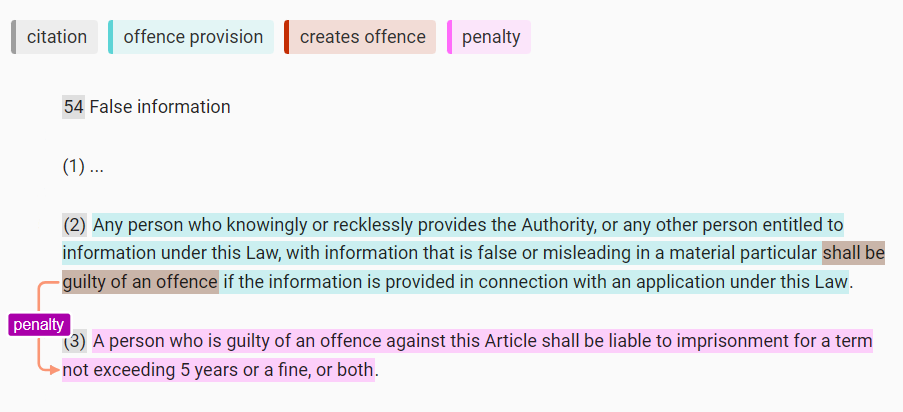 citation offence provision creates offence penalty
54 False information
(1) ...
(2) Any person who knowingly or recklessly provides the Authority, or any other person entitled to
information under this Law, with information that is false or misleading in a material particular shall be
guilty of an offence if the information is provided in connection with an application under this Law.
penalty
(3) A person who is guilty of an offence against this Article shall be liable to imprisonment for a term
not exceeding 5 years or a fine, or both.